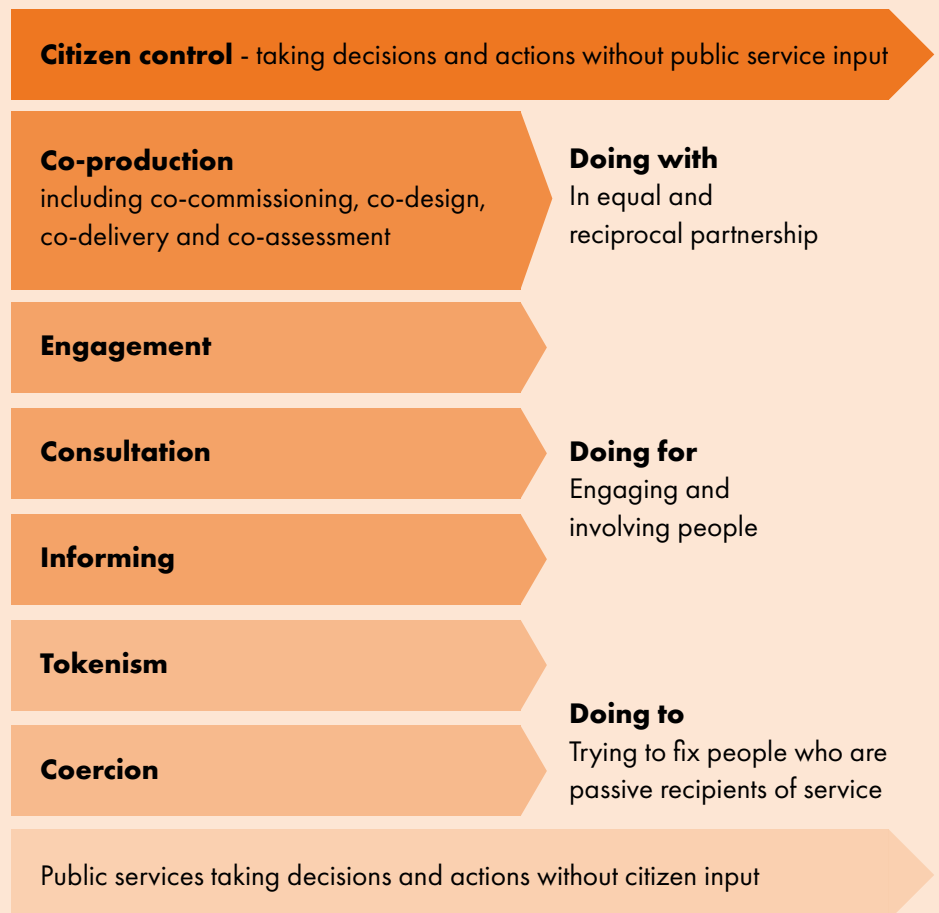 Citizen control - taking decisions and actions without public service input
Co-production
including co-commissioning, co-design,
co-delivery and co-assessment
Doing with
In equal and
reciprocal partnership
Engagement
Consultation
Doing for
Engaging and
involving people
Informing
Tokenism
Doing to
Trying to fix people who are
passive recipients of service
Coercion
Public services taking decisions and actions without citizen input